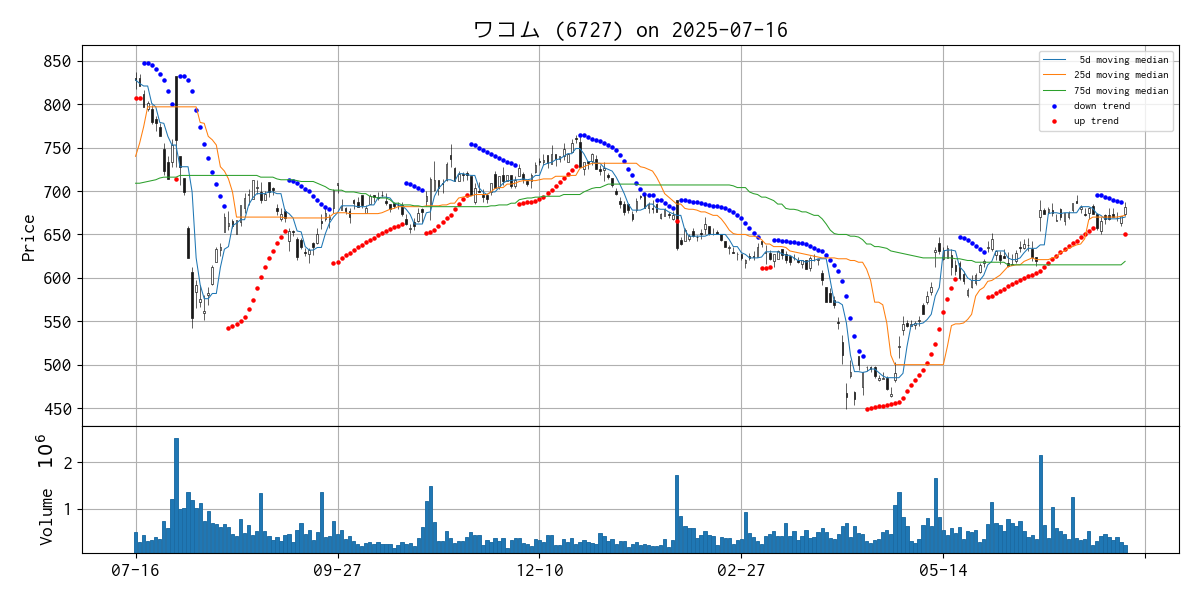 ワコム (6727) on 2025-07-16
5d moving median
25d moving median
75d moving median
down trend
up trend
Price
850
800
750
700
650
600
550
500
450
Volume 10^6
2
1
07-16 09-27 12-10 02-27 05-14